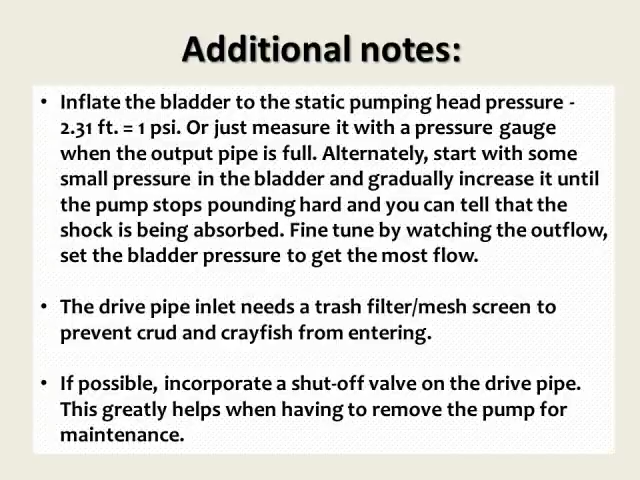 Additional notes:
• Inflate the bladder to the static pumping head pressure -
2.31 ft. = 1 psi. Or just measure it with a pressure gauge
when the output pipe is full. Alternately, start with some
small pressure in the bladder and gradually increase it until
the pump stops pounding hard and you can tell that the
shock is being absorbed. Fine tune by watching the outflow,
set the bladder pressure to get the most flow.
• The drive pipe inlet needs a trash filter/mesh screen to
prevent crud and crayfish from entering.
• If possible, incorporate a shut-off valve on the drive pipe.
This greatly helps when having to remove the pump for
maintenance.